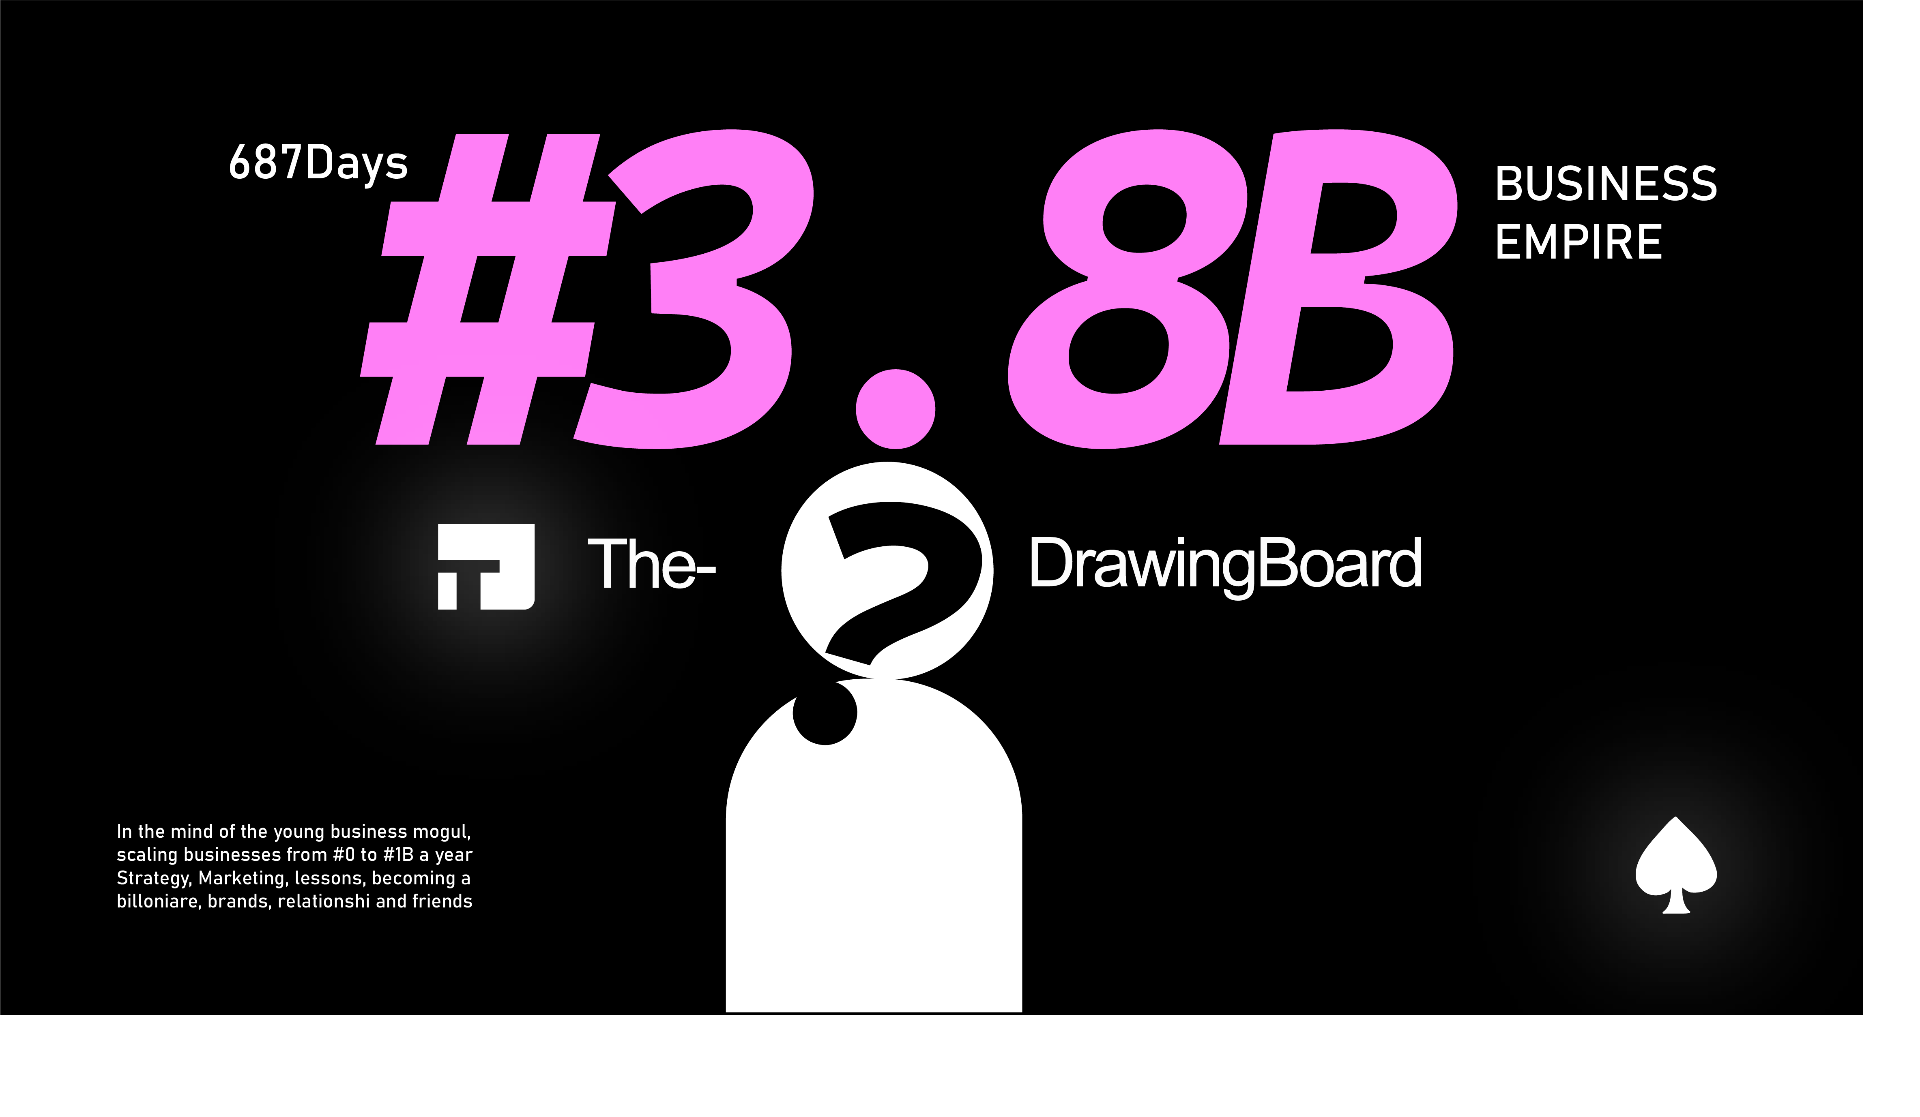 687Days
#3.8B
BUSINESS
EMPIRE
The-
?
DrawingBoard
In the mind of the young business mogul,
scaling businesses from #0 to #1B a year
Strategy, Marketing, lessons, becoming a
billoniare, brands, relationshi and friends